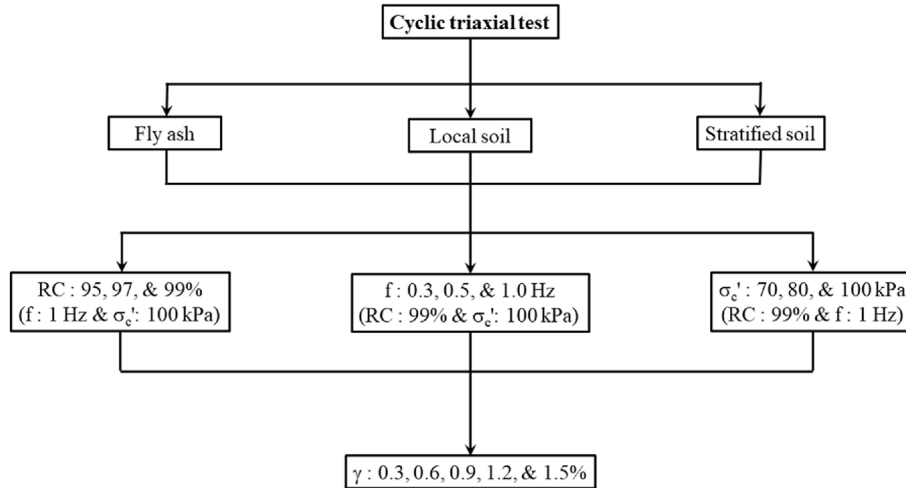 Cyclic triaxial test
Fly ash
Local soil
Stratified soil
RC : 95, 97, & 99%
(f : 1 Hz & σc': 100 kPa)
f : 0.3, 0.5, & 1.0 Hz
(RC : 99% & σc': 100 kPa)
σc': 70, 80, & 100 kPa
(RC : 99% & f : 1 Hz)
γ : 0.3, 0.6, 0.9, 1.2, & 1.5%